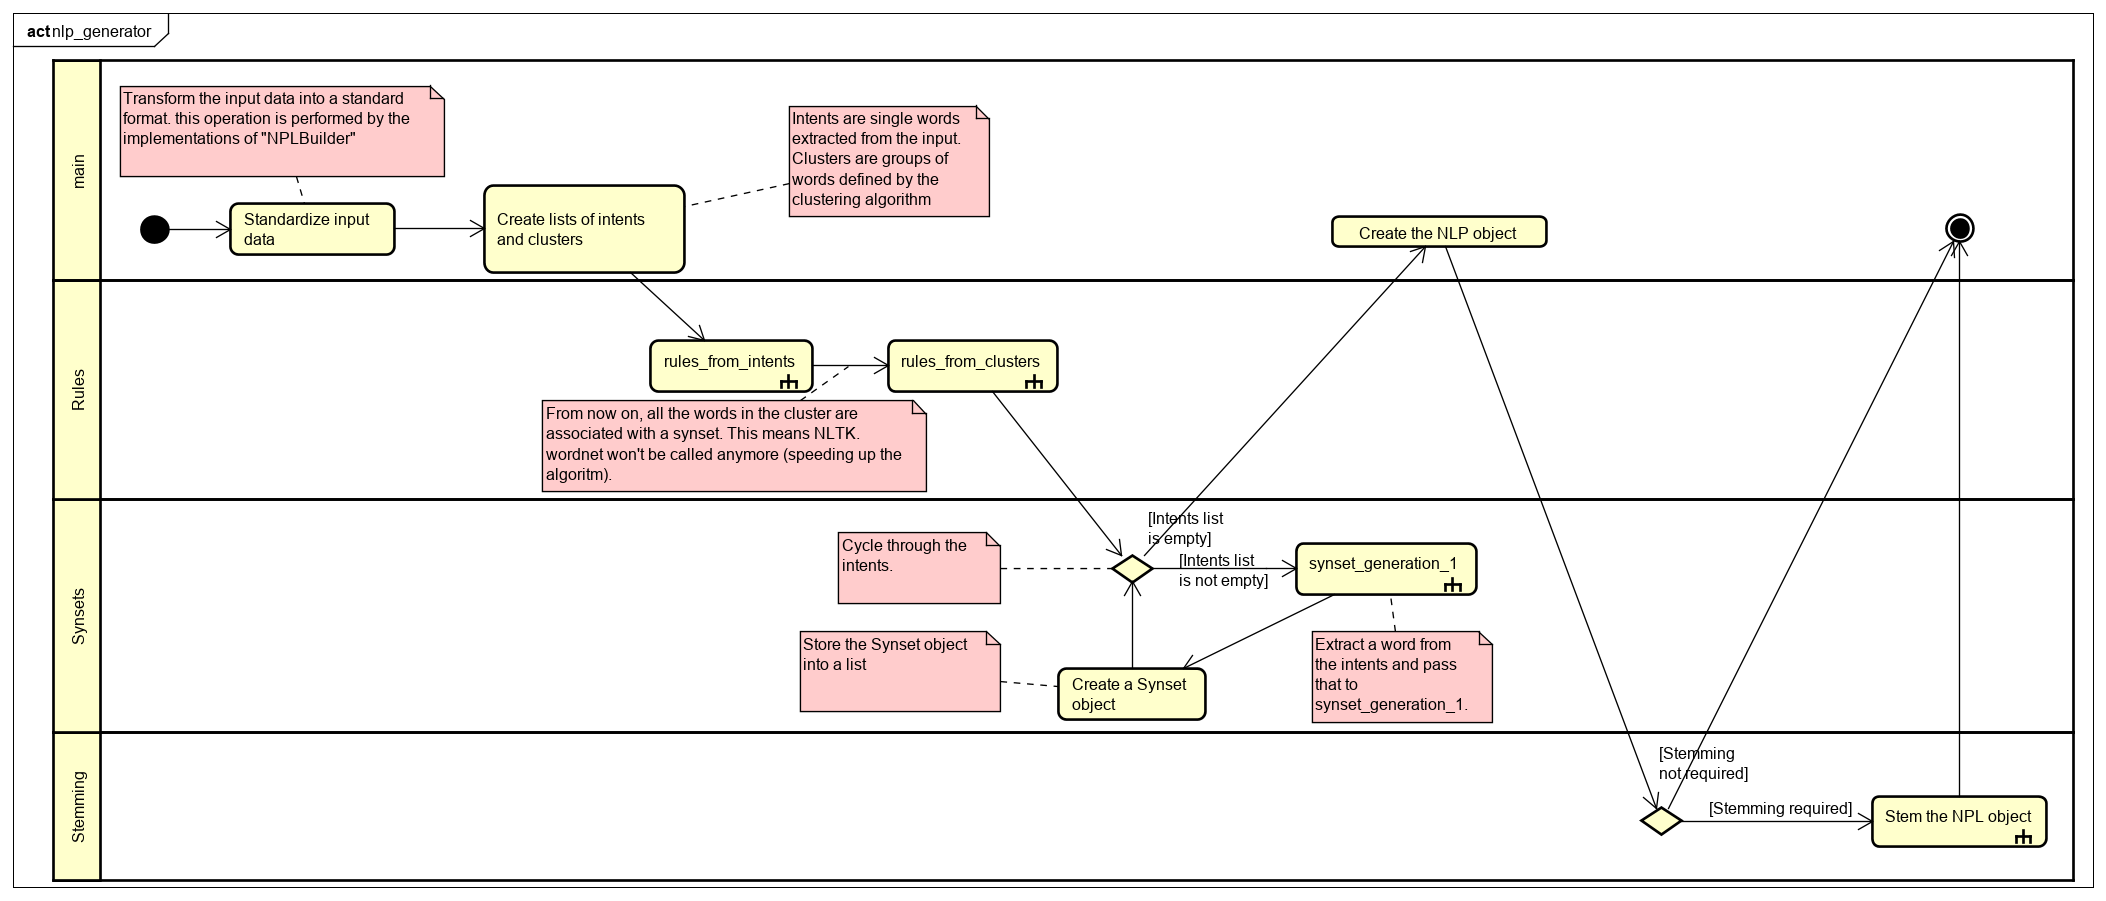 act nlp_generator
main
Transform the input data into a standard
format. this operation is performed by the
implementations of "NPLBuilder"
Intents are single words
extracted from the input.
Clusters are groups of
words defined by the
clustering algorithm
Standardize input
data
Create lists of intents
and clusters
Create the NLP object
Rules
rules_from_intents
rules_from_clusters
From now on, all the words in the cluster are
associated with a synset. This means NLTK.
wordnet won't be called anymore (speeding up the
algoritm).
Synsets
[Intents list
is empty]
Cycle through the
intents.
[Intents list
is not empty]
synset_generation_1
Store the Synset object
into a list
Create a Synset
object
Extract a word from
the intents and pass
that to
synset_generation_1.
Stemming
[Stemming
not required]
[Stemming required]
Stem the NPL object